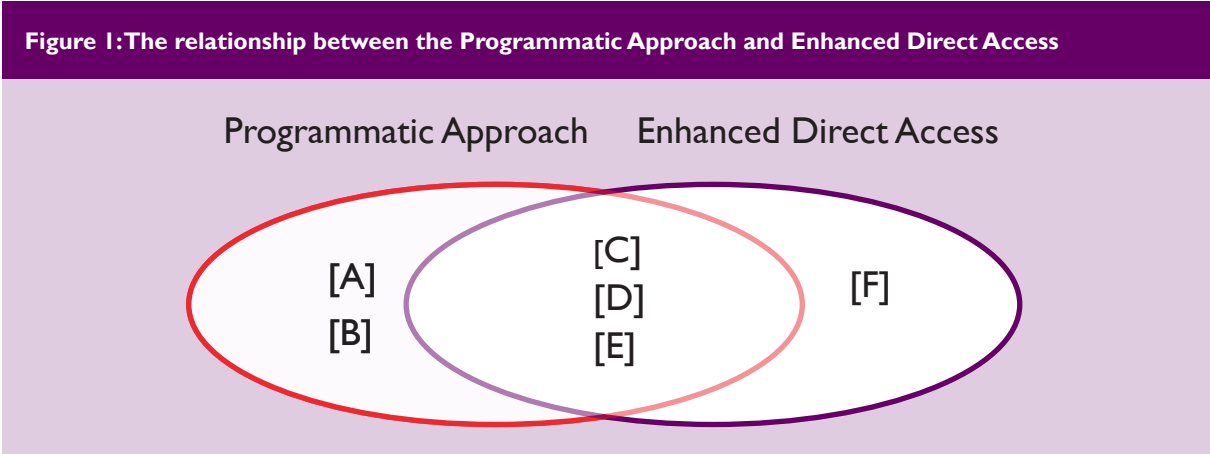 Figure 1: The relationship between the Programmatic Approach and Enhanced Direct Access
Programmatic Approach Enhanced Direct Access
[A]
[B]
[C]
[D]
[E]
[F]